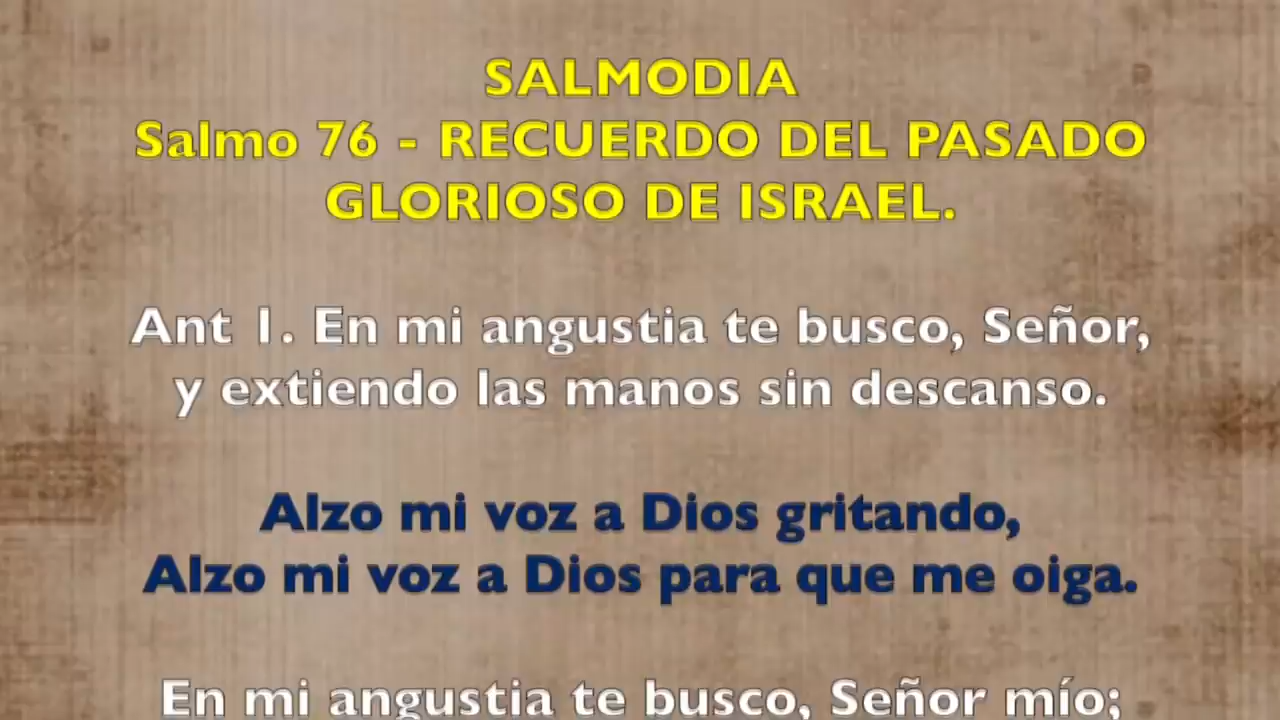 SALMODIA
Salmo 76 - RECUERDO DEL PASADO
GLORIOSO DE ISRAEL.
Ant 1. En mi angustia te busco, Señor,
y extiendo las manos sin descanso.
Alzo mi voz a Dios gritando,
Alzo mi voz a Dios para que me oiga.
En mi angustia te busco, Señor mío;